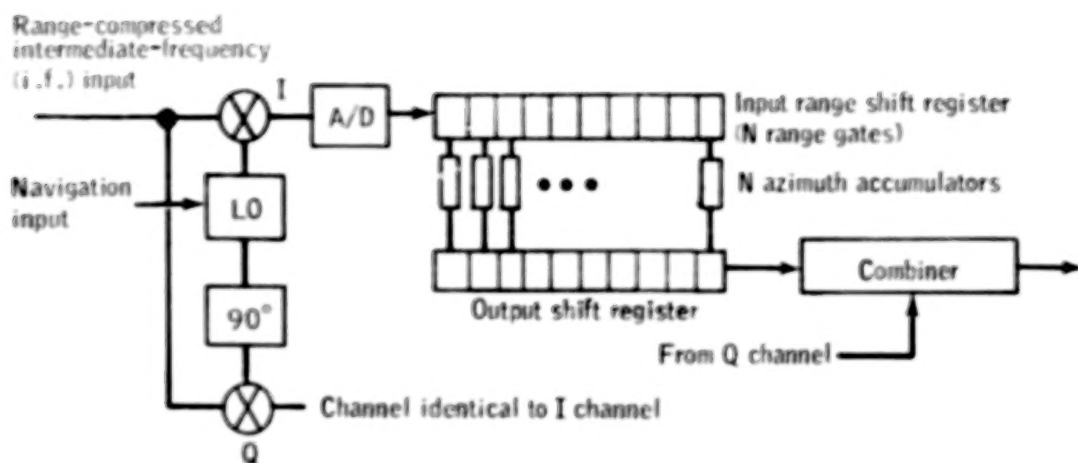 Range-compressed
intermediate-frequency
(i.f.) input
I
A/D
Input range shift register
(N range gates)
Navigation
input
LO
N azimuth accumulators
90°
Combiner
Output shift register
From Q channel
Channel identical to I channel
Q